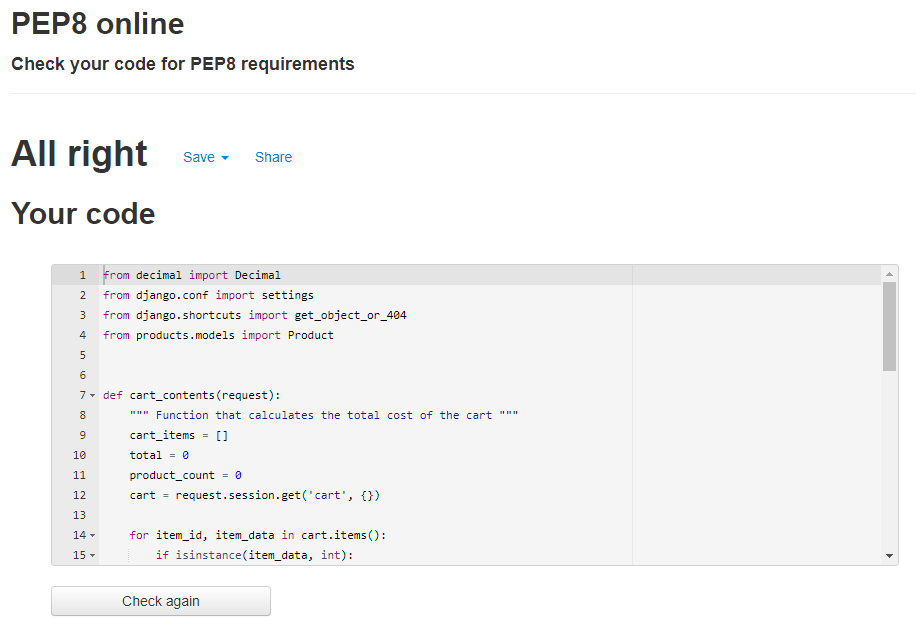 PEP8 online
Check your code for PEP8 requirements
All right Save Share
Your code
1 from decimal import Decimal
2 from django.conf import settings
3 from django.shortcuts import get_object_or_404
4 from products.models import Product
5
6
7 def cart_contents(request):
8 """ Function that calculates the total cost of the cart """
9 cart_items = []
10 total = 0
11 product_count = 0
12 cart = request.session.get('cart', {})
13
14 for item_id, item_data in cart.items():
15 if isinstance(item_data, int):
Check again